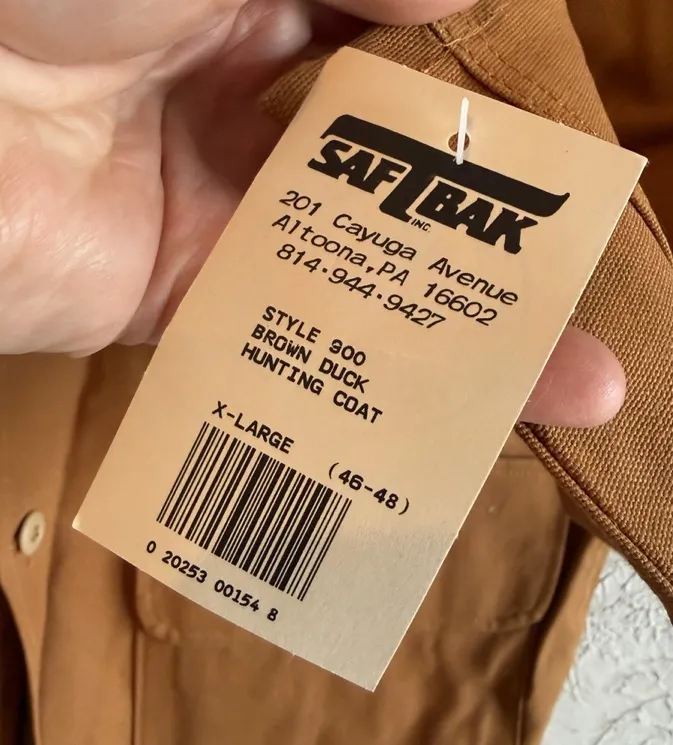 SAFTBAK
INC.
201 Cayuga Avenue
Altoona,PA 16602
814·944·9427
STYLE 900
BROWN DUCK
HUNTING COAT
X-LARGE (46-48)
0 20253 00154 8